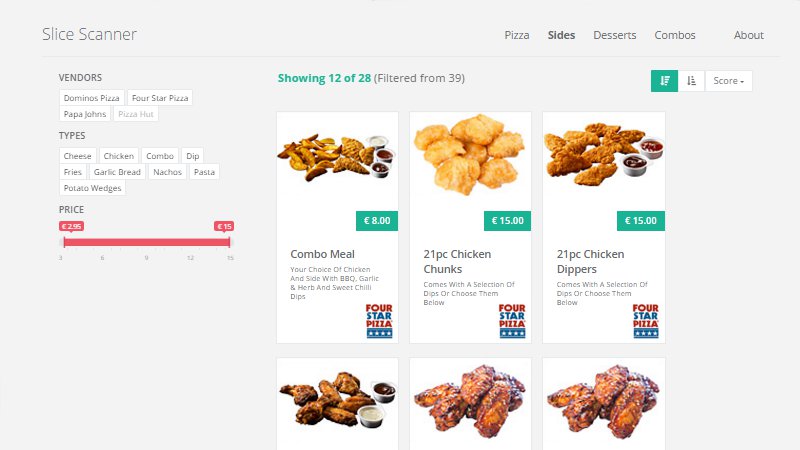 Slice Scanner
Pizza Sides Desserts Combos About
VENDORS
Dominos Pizza Four Star Pizza
Papa Johns Pizza Hut
TYPES
Cheese Chicken Combo Dip
Fries Garlic Bread Nachos Pasta
Potato Wedges
PRICE
€ 2.95 € 15
3 6 9 12 15
Showing 12 of 28 (Filtered from 39)
Score
€ 8.00
Combo Meal
Your Choice Of Chicken
And Side With BBQ, Garlic
& Herb And Sweet Chilli
Dips
FOUR
STAR
PIZZA
€ 15.00
21pc Chicken
Chunks
Comes With A Selection Of
Dips Or Choose Them
Below
FOUR
STAR
PIZZA
€ 15.00
21pc Chicken
Dippers
Comes With A Selection Of
Dips Or Choose Them
Below
FOUR
STAR
PIZZA